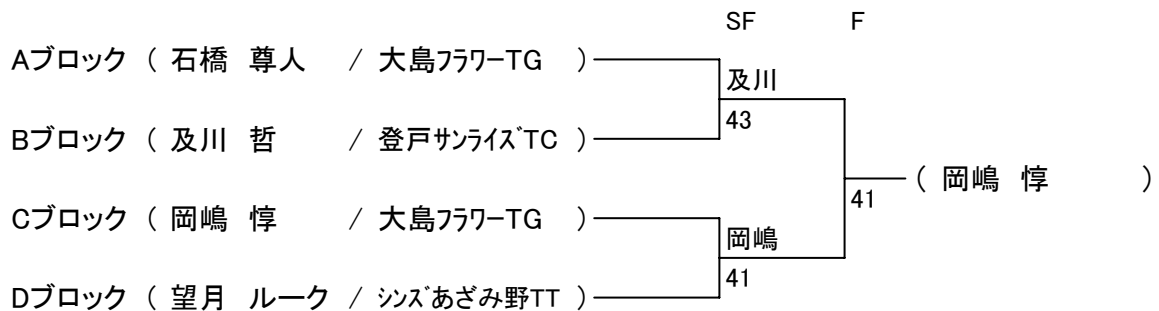 SF F
Aブロック （ 石橋 尊人 / 大島ﾌﾗﾜｰTG ）
及川
43
Bブロック （ 及川 哲 / 登戸ｻﾝﾗｲｽﾞTC ）
（ 岡嶋 惇 ）
41
Cブロック （ 岡嶋 惇 / 大島フラワーTG ）
岡嶋
41
Dブロック （ 望月 ルーク / ｼﾝｽﾞあざみ野TT ）